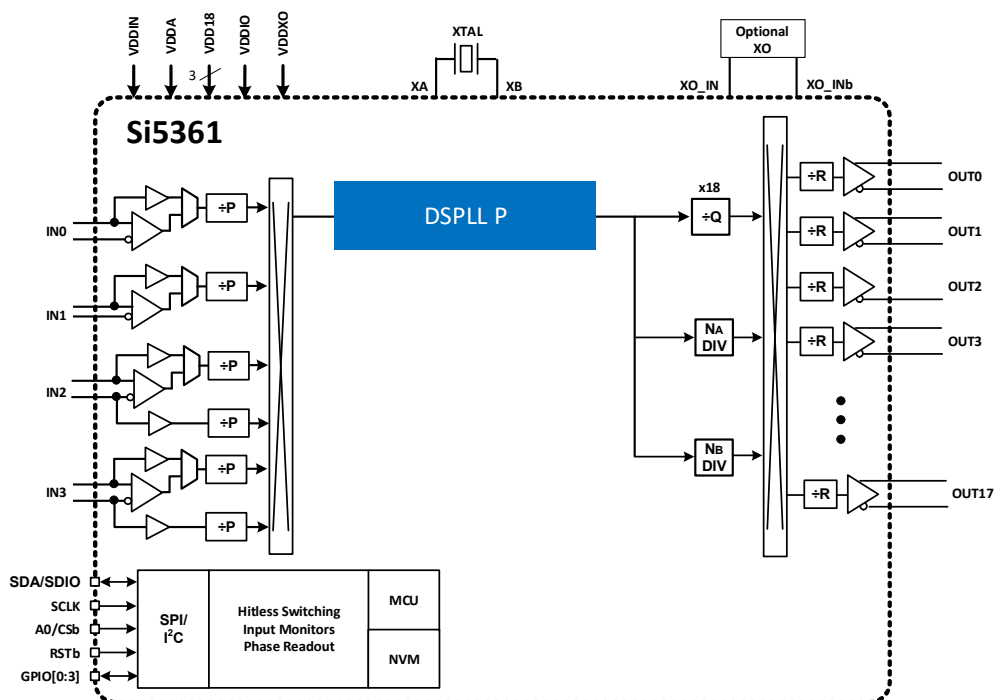 VDDIN
VDDA
VDD18
VDDIO
VDDXO
3
XTAL
XA
XB
Optional
XO
XO_IN
XO_INb
Si5361
IN0
÷P
IN1
÷P
IN2
÷P
÷P
IN3
÷P
÷P
DSPLL P
x18
÷Q
NA
DIV
NB
DIV
÷R
OUT0
÷R
OUT1
÷R
OUT2
÷R
OUT3
÷R
OUT17
SDA/SDIO
SCLK
A0/CSb
RSTb
GPIO[0:3]
SPI/
I²C
Hitless Switching
Input Monitors
Phase Readout
MCU
NVM